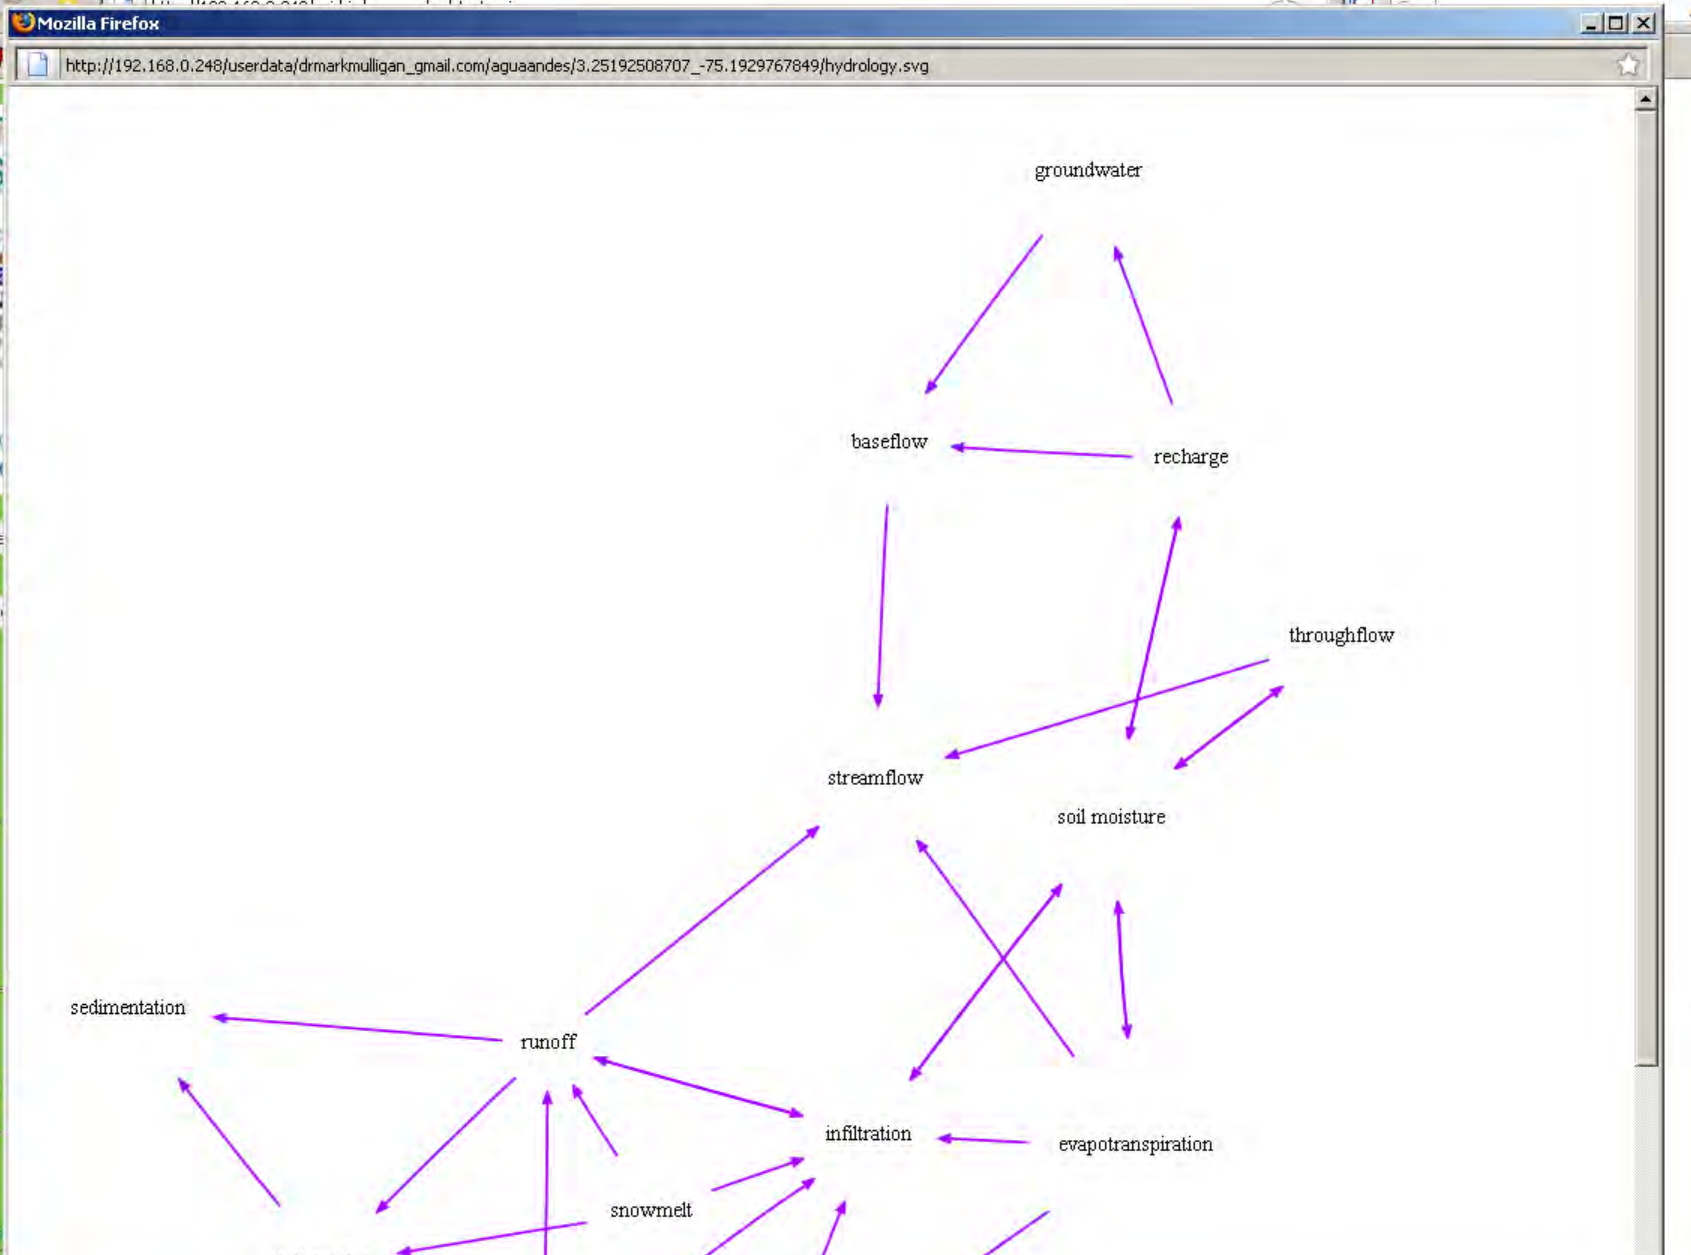 Mozilla Firefox
http://192.168.0.248/userdata/drmarkmulligan_gmail.com/aguaandes/3.25192508707_-75.1929767849/hydrology.svg
groundwater
baseflow
recharge
throughflow
streamflow
soil moisture
sedimentation
runoff
infiltration
evapotranspiration
snowmelt